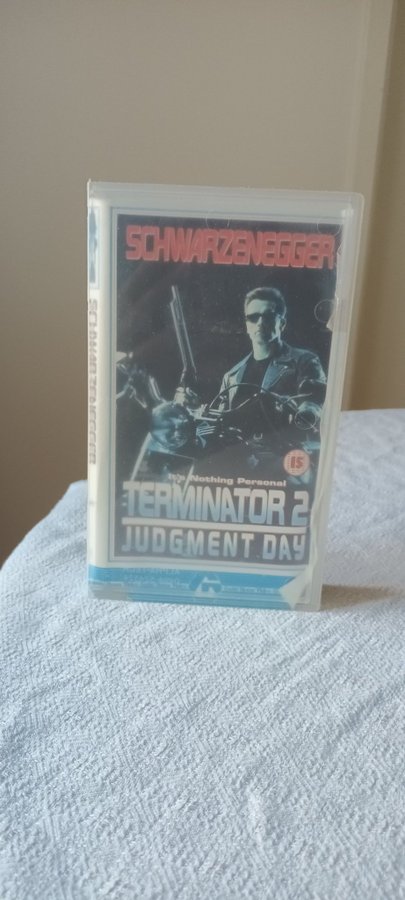 SCHWARZENEGGER
SCHWARZENEGGER
15
It's Nothing Personal
TERMINATOR 2
JUDGMENT DAY